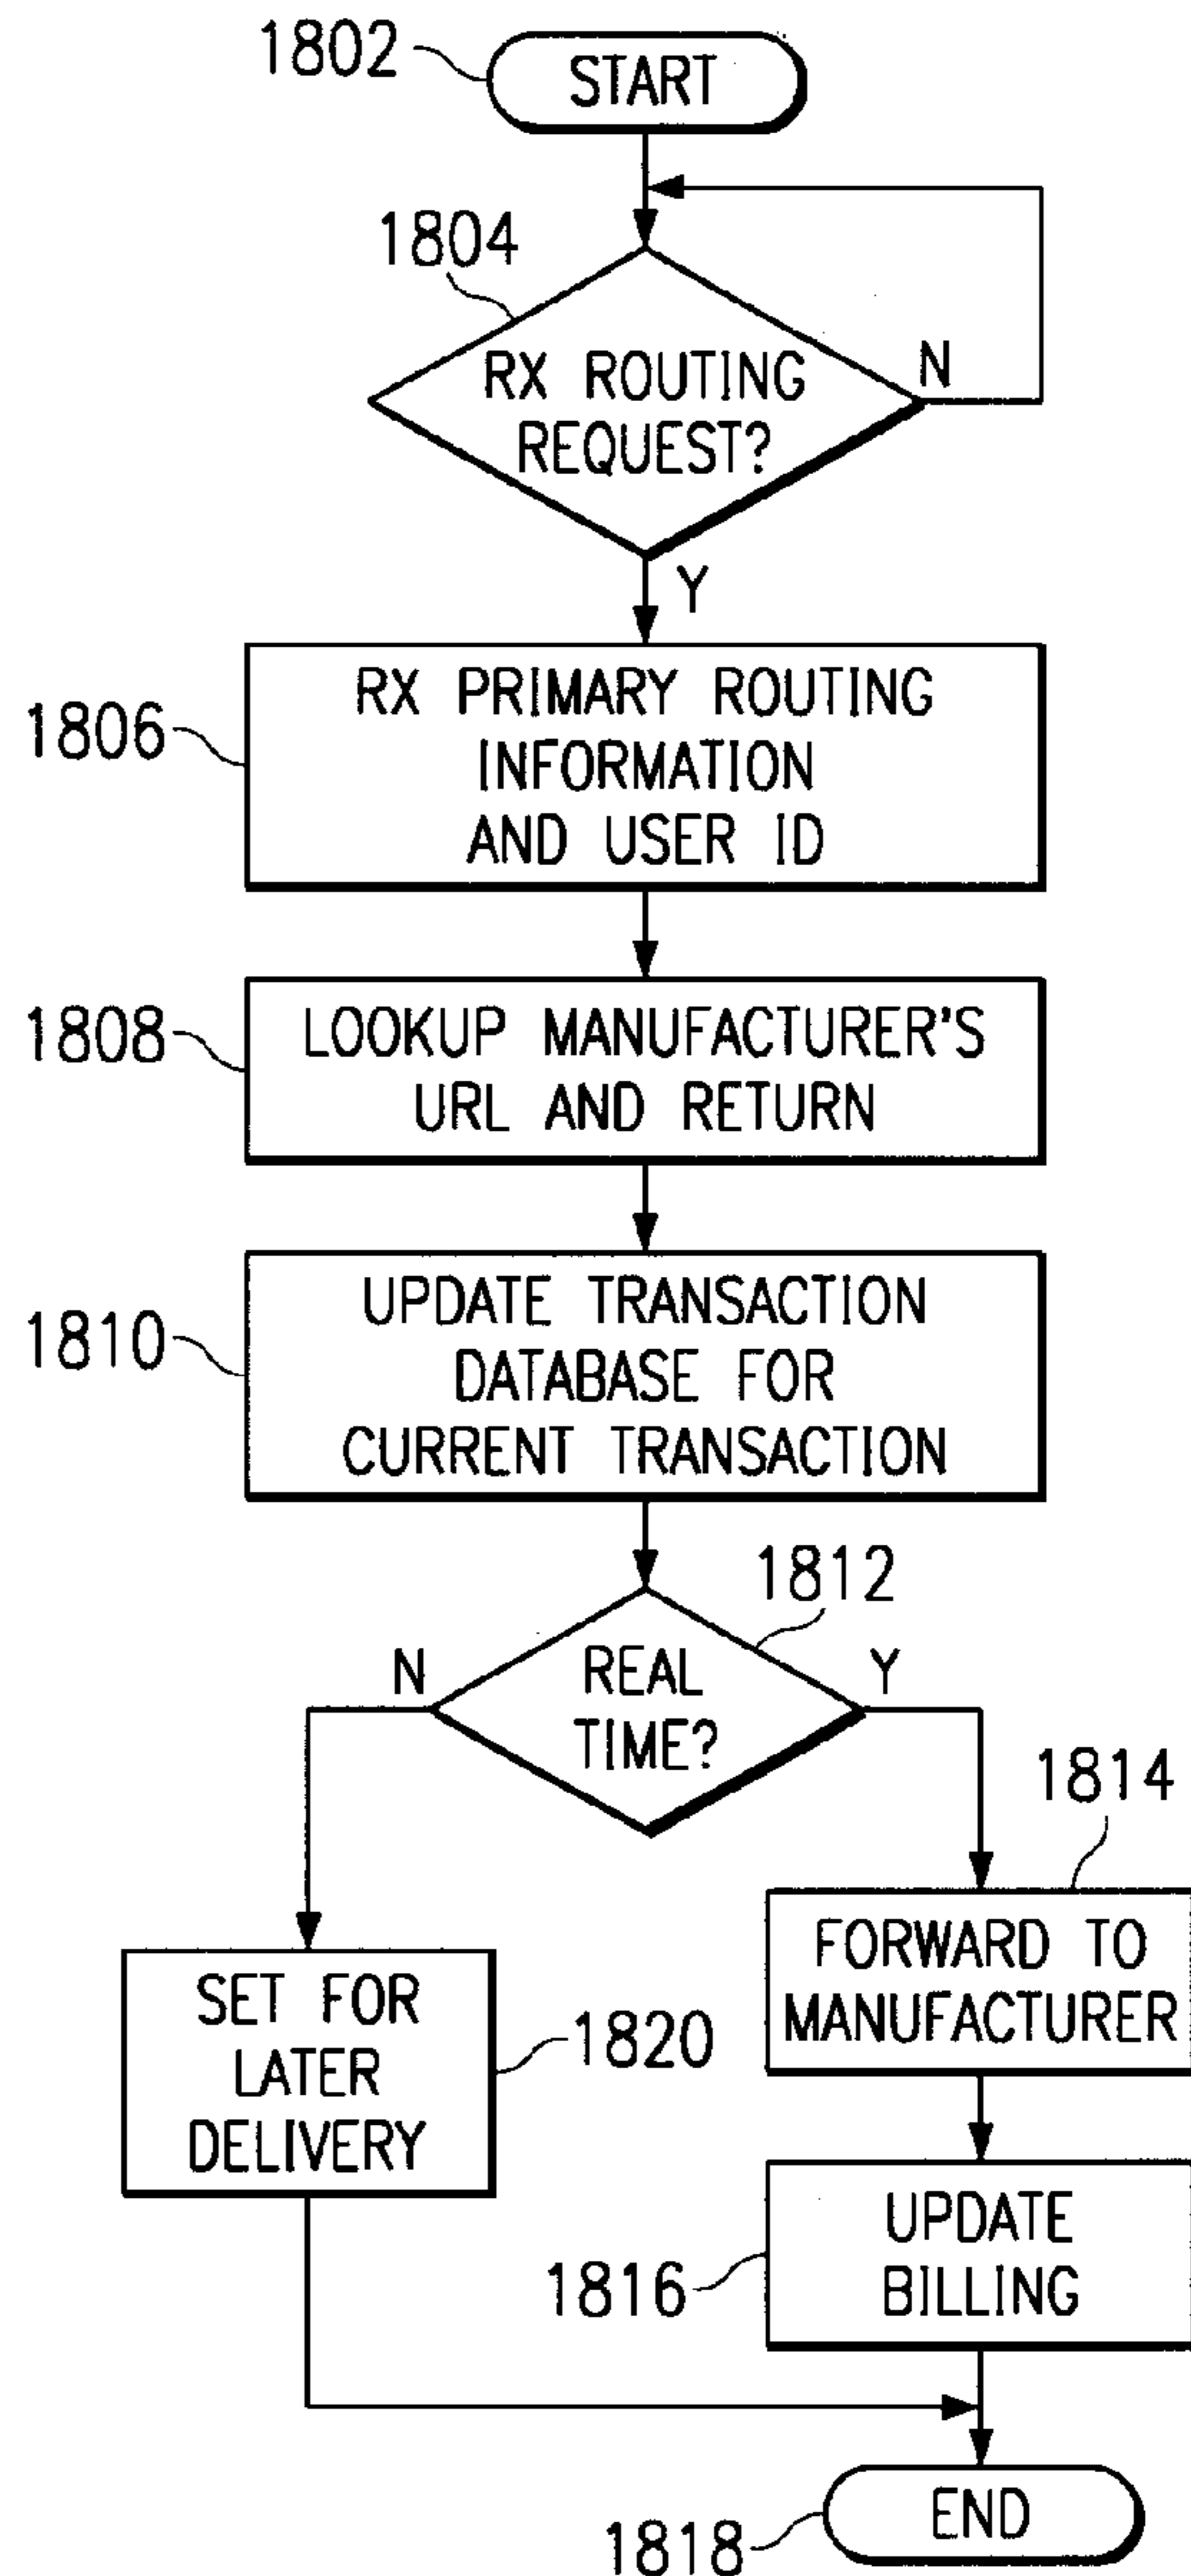 1802
START
1804
RX ROUTING
REQUEST?
N
Y
1806
RX PRIMARY ROUTING
INFORMATION
AND USER ID
1808
LOOKUP MANUFACTURER'S
URL AND RETURN
1810
UPDATE TRANSACTION
DATABASE FOR
CURRENT TRANSACTION
1812
REAL
TIME?
N
Y
1814
FORWARD TO
MANUFACTURER
SET FOR
LATER
DELIVERY
1820
UPDATE
BILLING
1816
END
1818